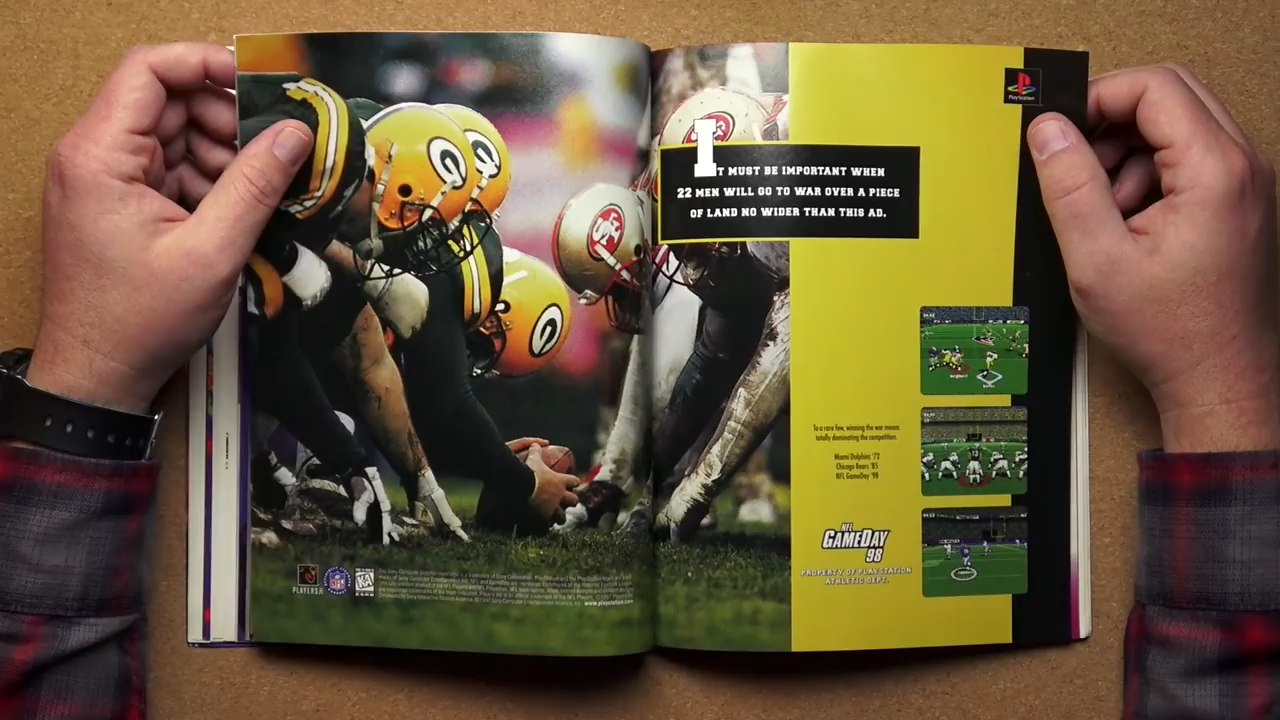 PlayStation
IT MUST BE IMPORTANT WHEN
22 MEN WILL GO TO WAR OVER A PIECE
OF LAND NO WIDER THAN THIS AD.
To a rare few, winning the war means
totally dominating the competition.
Miami Dolphins '72
Chicago Bears '85
NFL GameDay '98
NFL
GAMEDAY
98
PROPERTY OF PLAYSTATION
ATHLETIC DEPT.
PLAYERS
NFL
KA
www.playstation.com